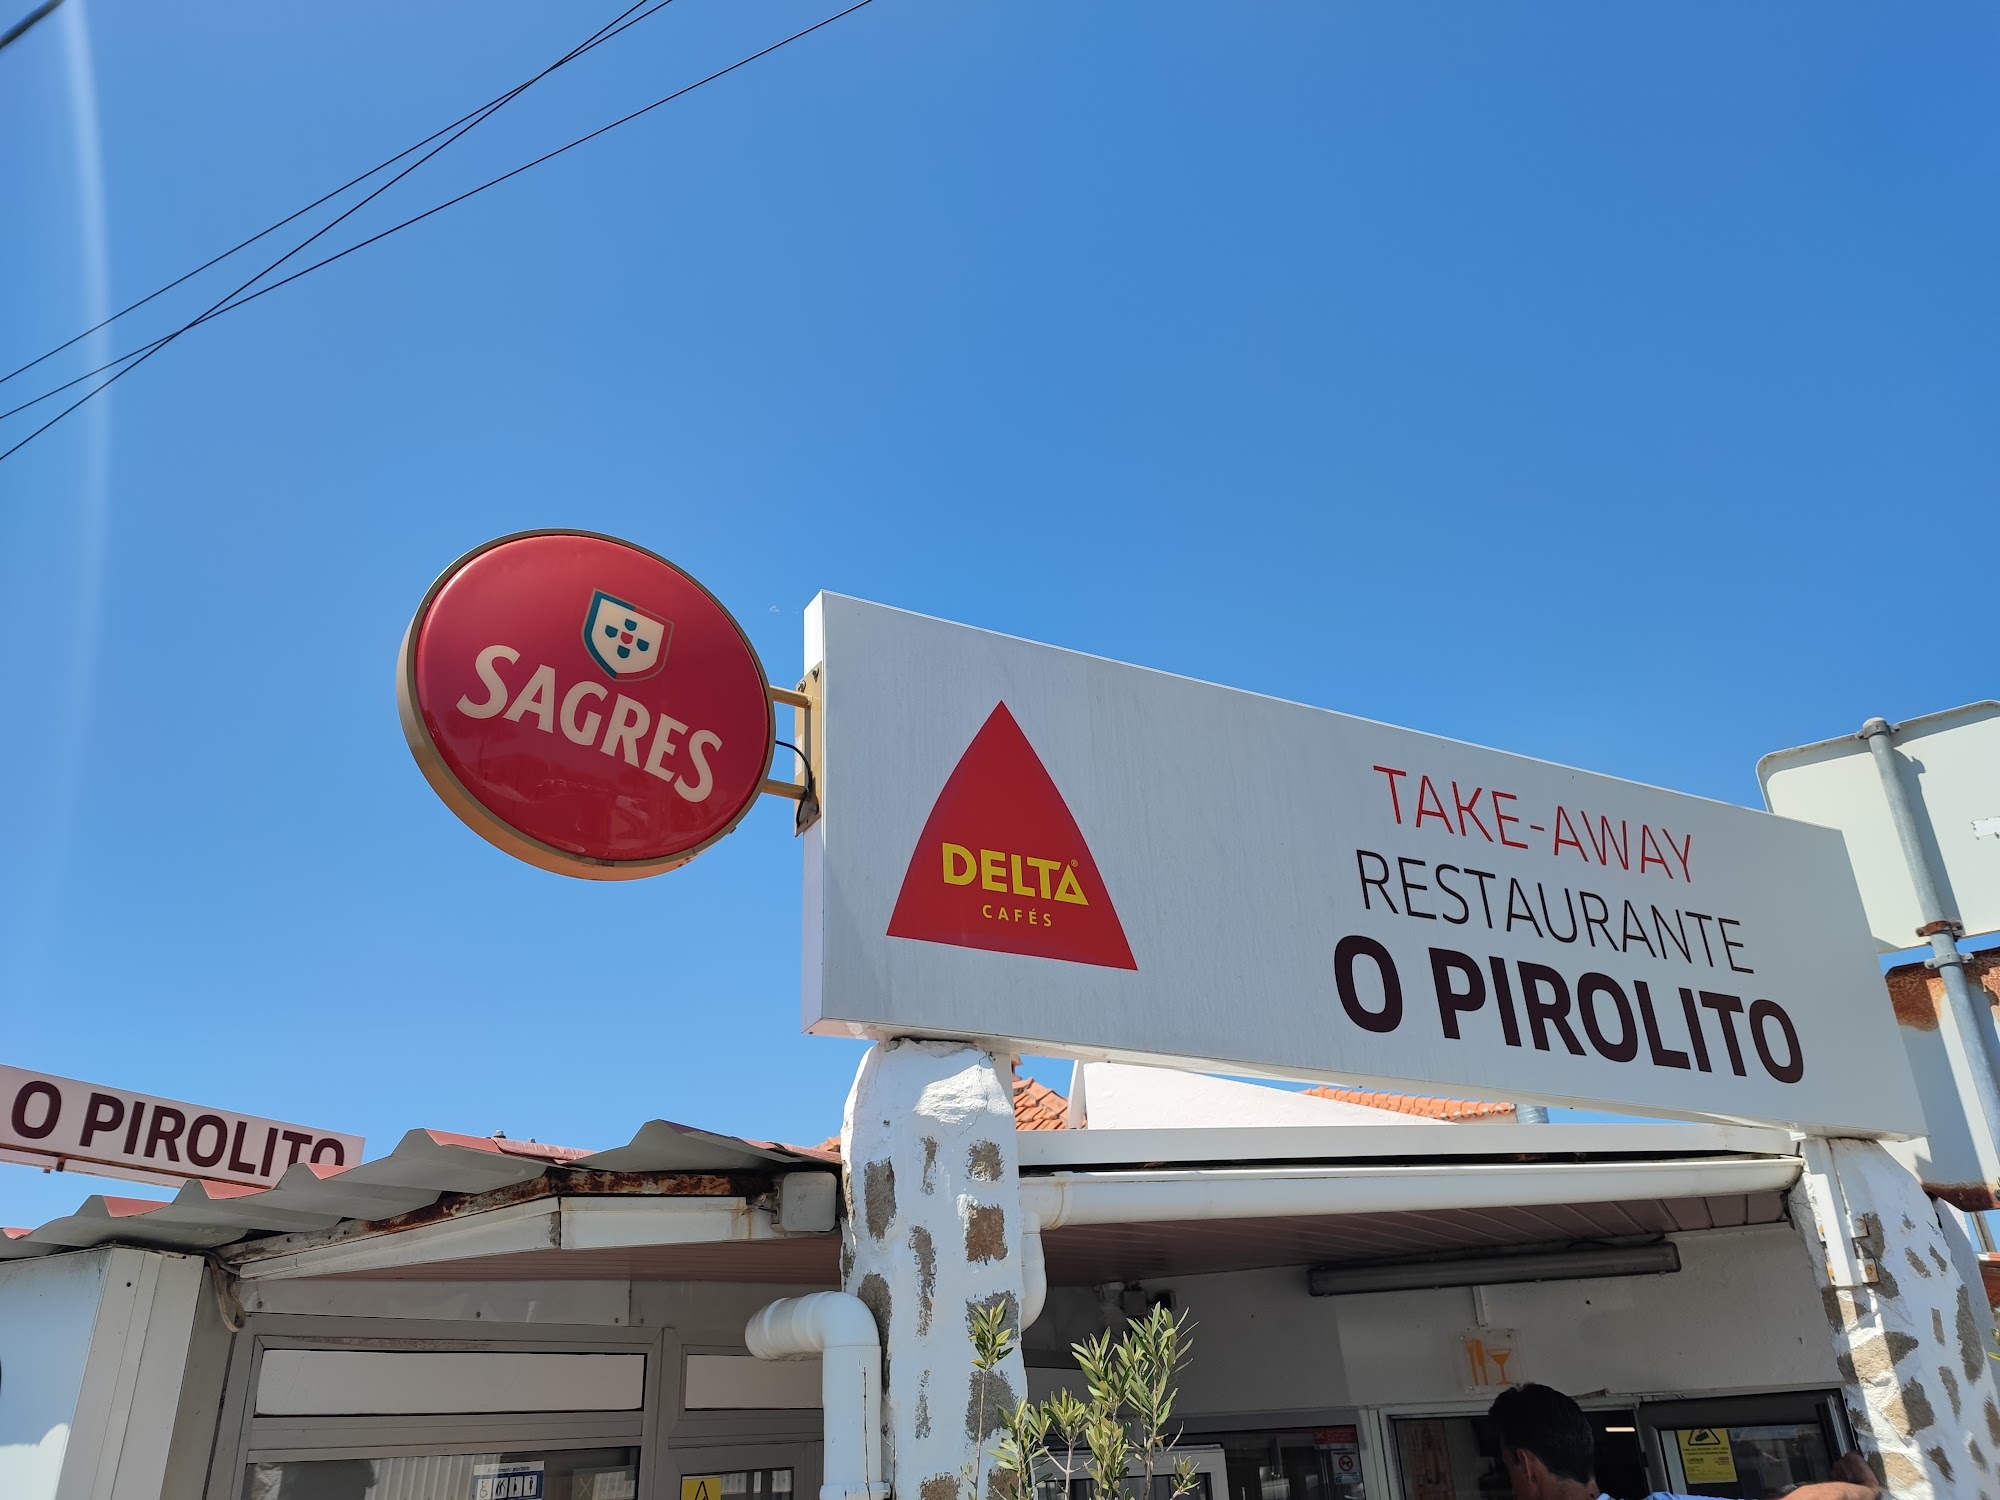 SAGRES
DELTA®
CAFÉS
TAKE-AWAY
RESTAURANTE
O PIROLITO
O PIROLITO